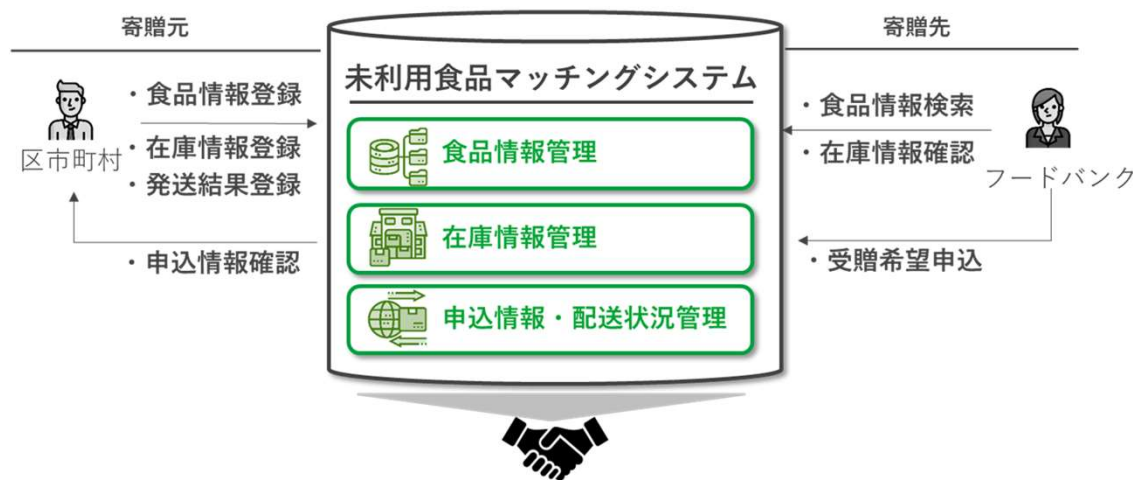 寄贈元
区市町村
・食品情報登録
・在庫情報登録
・発送結果登録
・申込情報確認
未利用食品マッチングシステム
食品情報管理
在庫情報管理
申込情報・配送状況管理
寄贈先
・食品情報検索
・在庫情報確認
フードバンク
・受贈希望申込